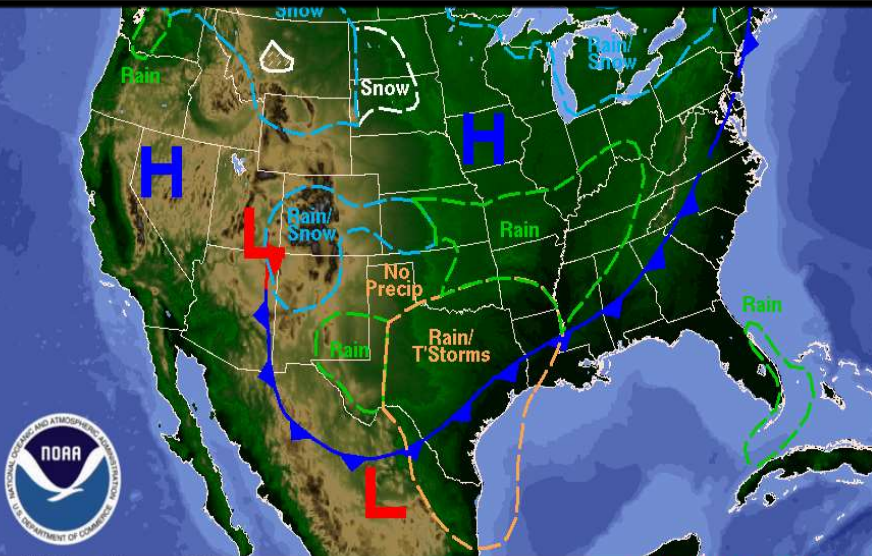 Snow
Rain/
Snow
Rain
Snow
H
H
Rain/
Snow
L
Rain
No
Precip
Rain
Rain/
T'Storms
Rain
L
NATIONAL OCEANIC AND ATMOSPHERIC ADMINISTRATION
NOAA
U.S. DEPARTMENT OF COMMERCE